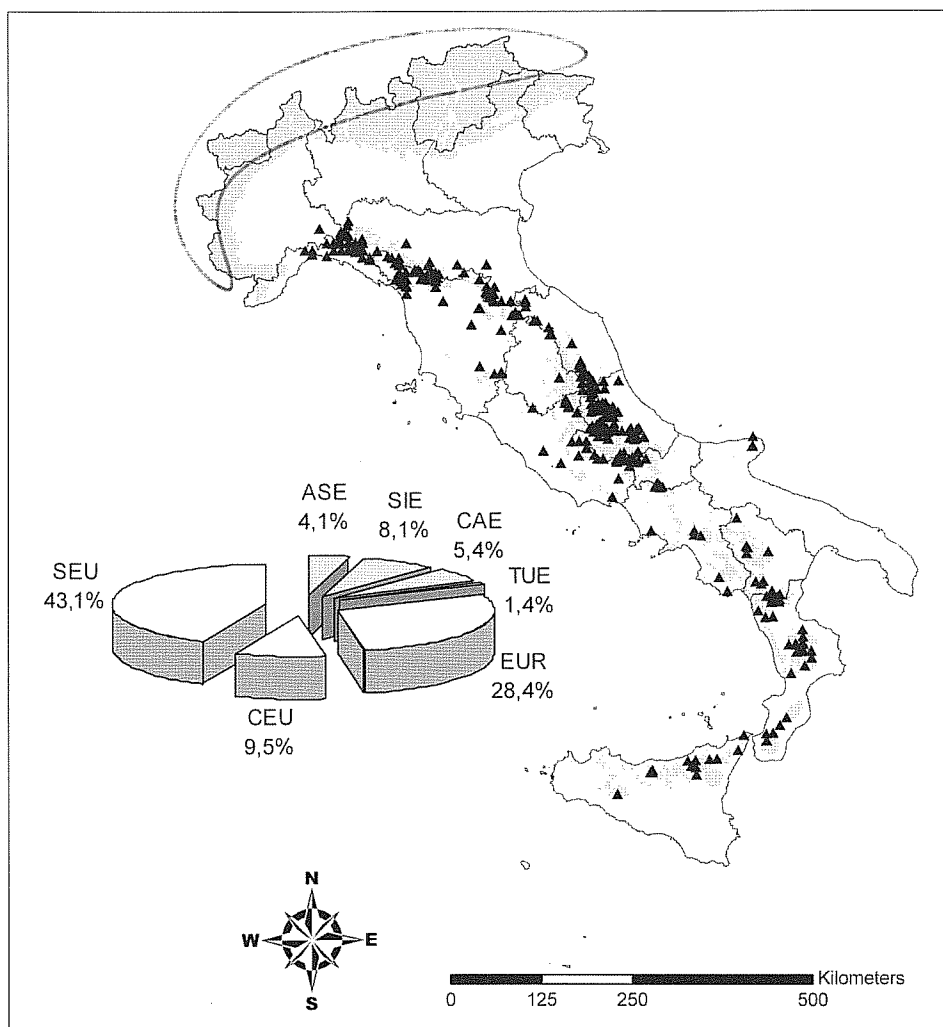 ASE
4,1%
SIE
8,1%
CAE
5,4%
TUE
1,4%
EUR
28,4%
CEU
9,5%
SEU
43,1%
N
W
E
S
Kilometers
0 125 250 500